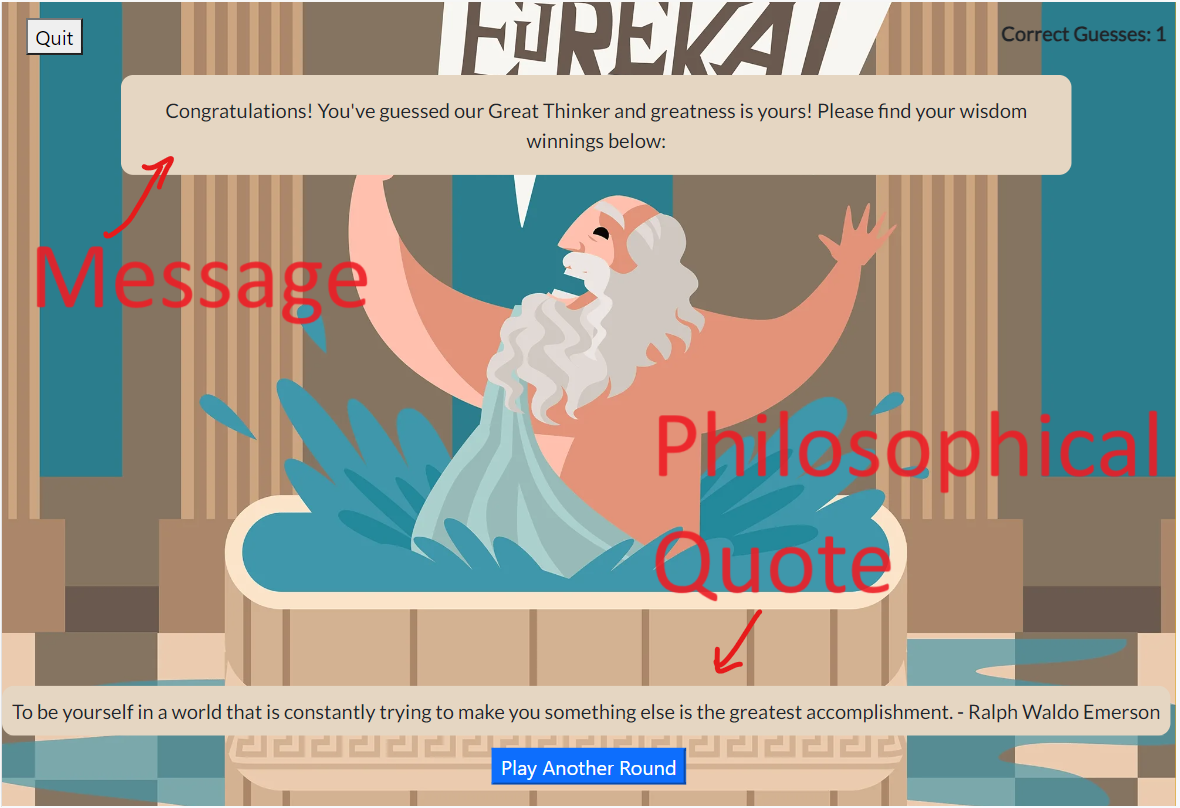 Quit
EUREKA!
Correct Guesses: 1
Congratulations! You've guessed our Great Thinker and greatness is yours! Please find your wisdom
winnings below:
Message
Philosophical
Quote
To be yourself in a world that is constantly trying to make you something else is the greatest accomplishment. - Ralph Waldo Emerson
Play Another Round